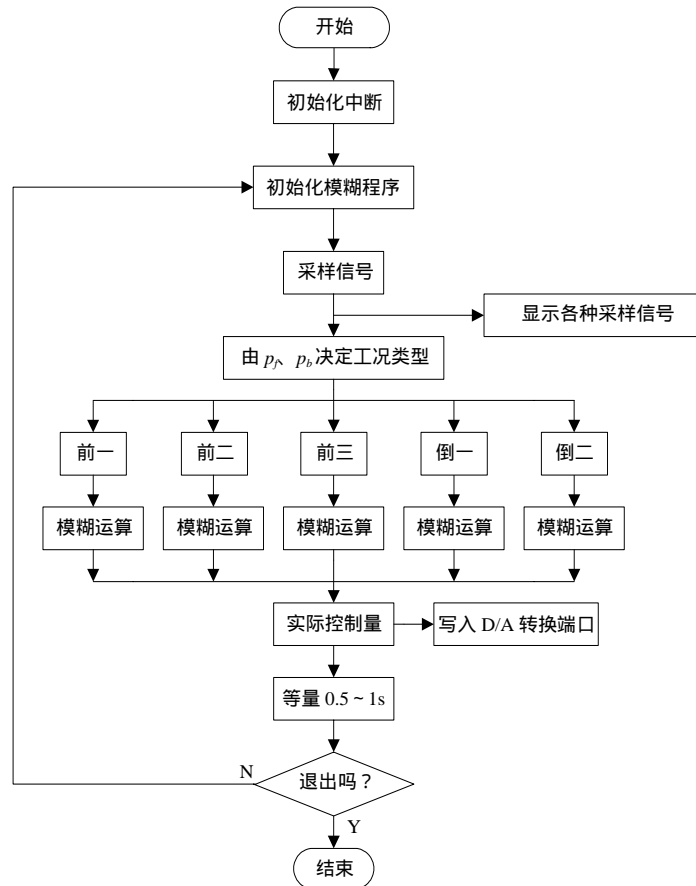 开始
初始化中断
初始化模糊程序
采样信号
显示各种采样信号
由 pf、pb 决定工况类型
前一
前二
前三
倒一
倒二
模糊运算
模糊运算
模糊运算
模糊运算
模糊运算
实际控制量
写入 D/A 转换端口
等量 0.5~1s
N
退出吗？
Y
结束